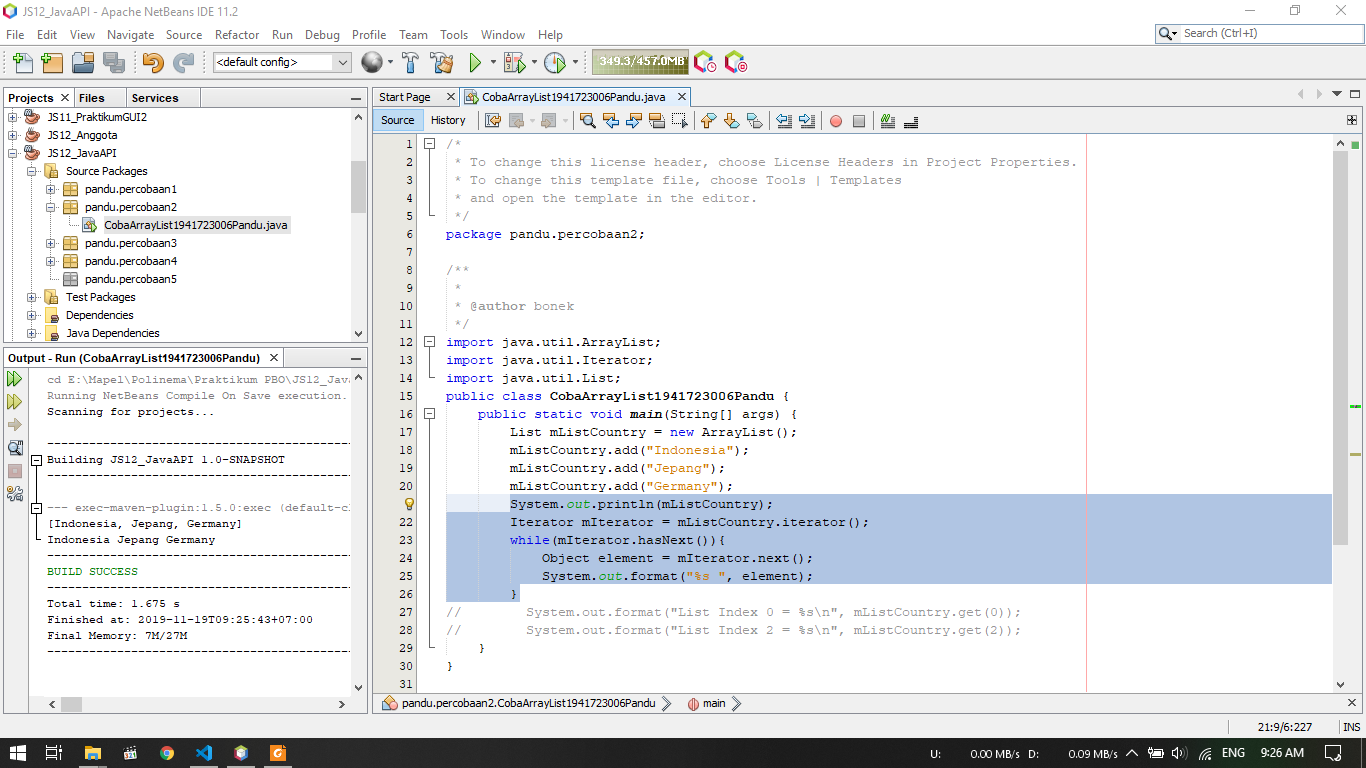 JS12_JavaAPI - Apache NetBeans IDE 11.2
File Edit View Navigate Source Refactor Run Debug Profile Team Tools Window Help
Search (Ctrl+I)
<default config>
349.3/457.0MB
Projects Files Services
JS11_PraktikumGUI2
JS12_Anggota
JS12_JavaAPI
Source Packages
pandu.percobaan1
pandu.percobaan2
CobaArrayList1941723006Pandu.java
pandu.percobaan3
pandu.percobaan4
pandu.percobaan5
Test Packages
Dependencies
Java Dependencies
Output - Run (CobaArrayList1941723006Pandu)
cd E:\Mapel\Polinema\Praktikum PBO\JS12_Java
Running NetBeans Compile On Save execution.
Scanning for projects...
------------------------------------------------
Building JS12_JavaAPI 1.0-SNAPSHOT
------------------------------------------------
--- exec-maven-plugin:1.5.0:exec (default-cl
[Indonesia, Jepang, Germany]
Indonesia Jepang Germany
------------------------------------------------
BUILD SUCCESS
------------------------------------------------
Total time: 1.675 s
Finished at: 2019-11-19T09:25:43+07:00
Final Memory: 7M/27M
------------------------------------------------
Start Page CobaArrayList1941723006Pandu.java
Source History
1 /*
2 * To change this license header, choose License Headers in Project Properties.
3 * To change this template file, choose Tools | Templates
4 * and open the template in the editor.
5 */
6 package pandu.percobaan2;
7
8 /**
9 *
10 * @author bonek
11 */
12 import java.util.ArrayList;
13 import java.util.Iterator;
14 import java.util.List;
15 public class CobaArrayList1941723006Pandu {
16 public static void main(String[] args) {
17 List mListCountry = new ArrayList();
18 mListCountry.add("Indonesia");
19 mListCountry.add("Jepang");
20 mListCountry.add("Germany");
System.out.println(mListCountry);
22 Iterator mIterator = mListCountry.iterator();
23 while(mIterator.hasNext()){
24 Object element = mIterator.next();
25 System.out.format("%s ", element);
26 }
27 // System.out.format("List Index 0 = %s\n", mListCountry.get(0));
28 // System.out.format("List Index 2 = %s\n", mListCountry.get(2));
29 }
30 }
31
pandu.percobaan2.CobaArrayList1941723006Pandu main
21:9/6:227 INS
U: 0.00 MB/s D: 0.09 MB/s ENG 9:26 AM